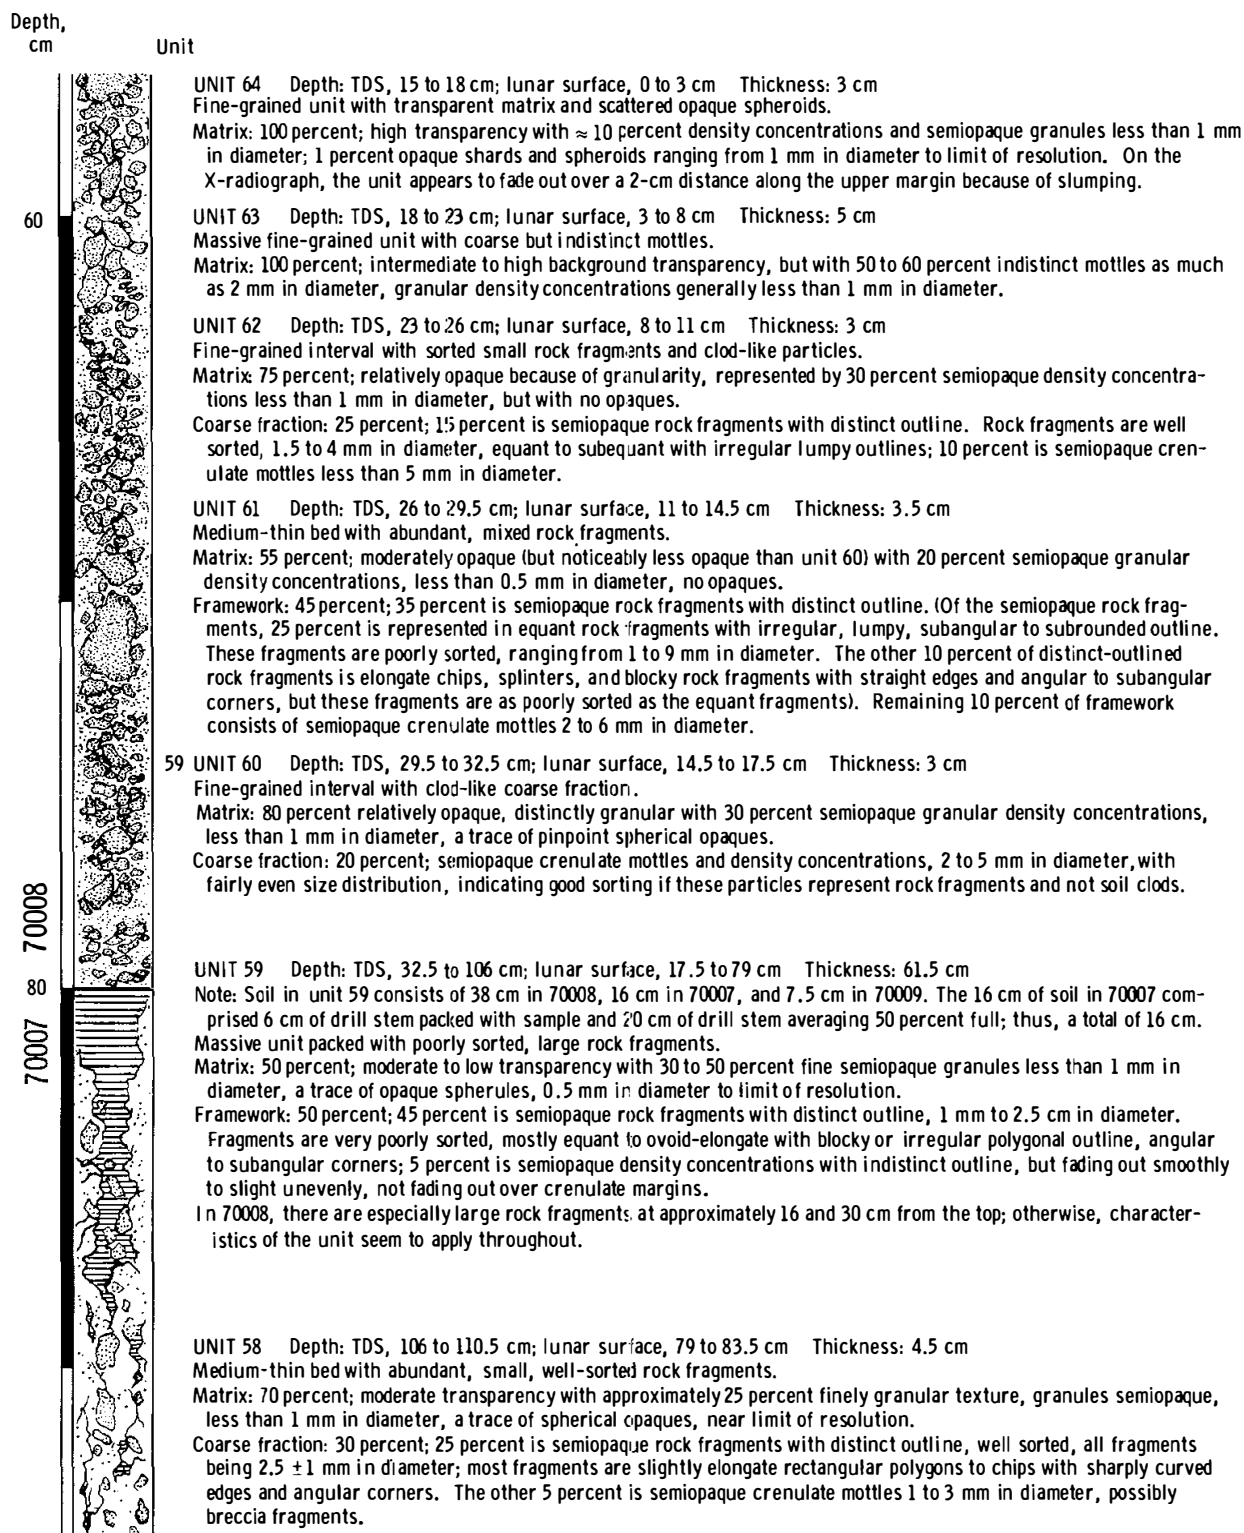 Depth,
cm
Unit
UNIT 64 Depth: TDS, 15 to 18 cm; lunar surface, 0 to 3 cm Thickness: 3 cm
Fine-grained unit with transparent matrix and scattered opaque spheroids.
Matrix: 100 percent; high transparency with ≈ 10 percent density concentrations and semiopaque granules less than 1 mm
in diameter; 1 percent opaque shards and spheroids ranging from 1 mm in diameter to limit of resolution. On the
X-radiograph, the unit appears to fade out over a 2-cm distance along the upper margin because of slumping.
60
UNIT 63 Depth: TDS, 18 to 23 cm; lunar surface, 3 to 8 cm Thickness: 5 cm
Massive fine-grained unit with coarse but indistinct mottles.
Matrix: 100 percent; intermediate to high background transparency, but with 50 to 60 percent indistinct mottles as much
as 2 mm in diameter, granular density concentrations generally less than 1 mm in diameter.
UNIT 62 Depth: TDS, 23 to 26 cm; lunar surface, 8 to 11 cm Thickness: 3 cm
Fine-grained interval with sorted small rock fragments and clod-like particles.
Matrix: 75 percent; relatively opaque because of granularity, represented by 30 percent semiopaque density concentra-
tions less than 1 mm in diameter, but with no opaques.
Coarse fraction: 25 percent; 15 percent is semiopaque rock fragments with distinct outline. Rock fragments are well
sorted, 1.5 to 4 mm in diameter, equant to subequant with irregular lumpy outlines; 10 percent is semiopaque cren-
ulate mottles less than 5 mm in diameter.
UNIT 61 Depth: TDS, 26 to 29.5 cm; lunar surface, 11 to 14.5 cm Thickness: 3.5 cm
Medium-thin bed with abundant, mixed rock fragments.
Matrix: 55 percent; moderately opaque (but noticeably less opaque than unit 60) with 20 percent semiopaque granular
density concentrations, less than 0.5 mm in diameter, no opaques.
Framework: 45 percent; 35 percent is semiopaque rock fragments with distinct outline. (Of the semiopaque rock frag-
ments, 25 percent is represented in equant rock fragments with irregular, lumpy, subangular to subrounded outline.
These fragments are poorly sorted, ranging from 1 to 9 mm in diameter. The other 10 percent of distinct-outlined
rock fragments is elongate chips, splinters, and blocky rock fragments with straight edges and angular to subangular
corners, but these fragments are as poorly sorted as the equant fragments). Remaining 10 percent of framework
consists of semiopaque crenulate mottles 2 to 6 mm in diameter.
59 UNIT 60 Depth: TDS, 29.5 to 32.5 cm; lunar surface, 14.5 to 17.5 cm Thickness: 3 cm
Fine-grained interval with clod-like coarse fraction.
Matrix: 80 percent relatively opaque, distinctly granular with 30 percent semiopaque granular density concentrations,
less than 1 mm in diameter, a trace of pinpoint spherical opaques.
Coarse fraction: 20 percent; semiopaque crenulate mottles and density concentrations, 2 to 5 mm in diameter, with
fairly even size distribution, indicating good sorting if these particles represent rock fragments and not soil clods.
70008
80
70007
UNIT 59 Depth: TDS, 32.5 to 106 cm; lunar surface, 17.5 to 79 cm Thickness: 61.5 cm
Note: Soil in unit 59 consists of 38 cm in 70008, 16 cm in 70007, and 7.5 cm in 70009. The 16 cm of soil in 70007 com-
prised 6 cm of drill stem packed with sample and 20 cm of drill stem averaging 50 percent full; thus, a total of 16 cm.
Massive unit packed with poorly sorted, large rock fragments.
Matrix: 50 percent; moderate to low transparency with 30 to 50 percent fine semiopaque granules less than 1 mm in
diameter, a trace of opaque spherules, 0.5 mm in diameter to limit of resolution.
Framework: 50 percent; 45 percent is semiopaque rock fragments with distinct outline, 1 mm to 2.5 cm in diameter.
Fragments are very poorly sorted, mostly equant to ovoid-elongate with blocky or irregular polygonal outline, angular
to subangular corners; 5 percent is semiopaque density concentrations with indistinct outline, but fading out smoothly
to slight unevenly, not fading out over crenulate margins.
In 70008, there are especially large rock fragments at approximately 16 and 30 cm from the top; otherwise, character-
istics of the unit seem to apply throughout.
UNIT 58 Depth: TDS, 106 to 110.5 cm; lunar surface, 79 to 83.5 cm Thickness: 4.5 cm
Medium-thin bed with abundant, small, well-sorted rock fragments.
Matrix: 70 percent; moderate transparency with approximately 25 percent finely granular texture, granules semiopaque,
less than 1 mm in diameter, a trace of spherical opaques, near limit of resolution.
Coarse fraction: 30 percent; 25 percent is semiopaque rock fragments with distinct outline, well sorted, all fragments
being 2.5 ±1 mm in diameter; most fragments are slightly elongate rectangular polygons to chips with sharply curved
edges and angular corners. The other 5 percent is semiopaque crenulate mottles 1 to 3 mm in diameter, possibly
breccia fragments.